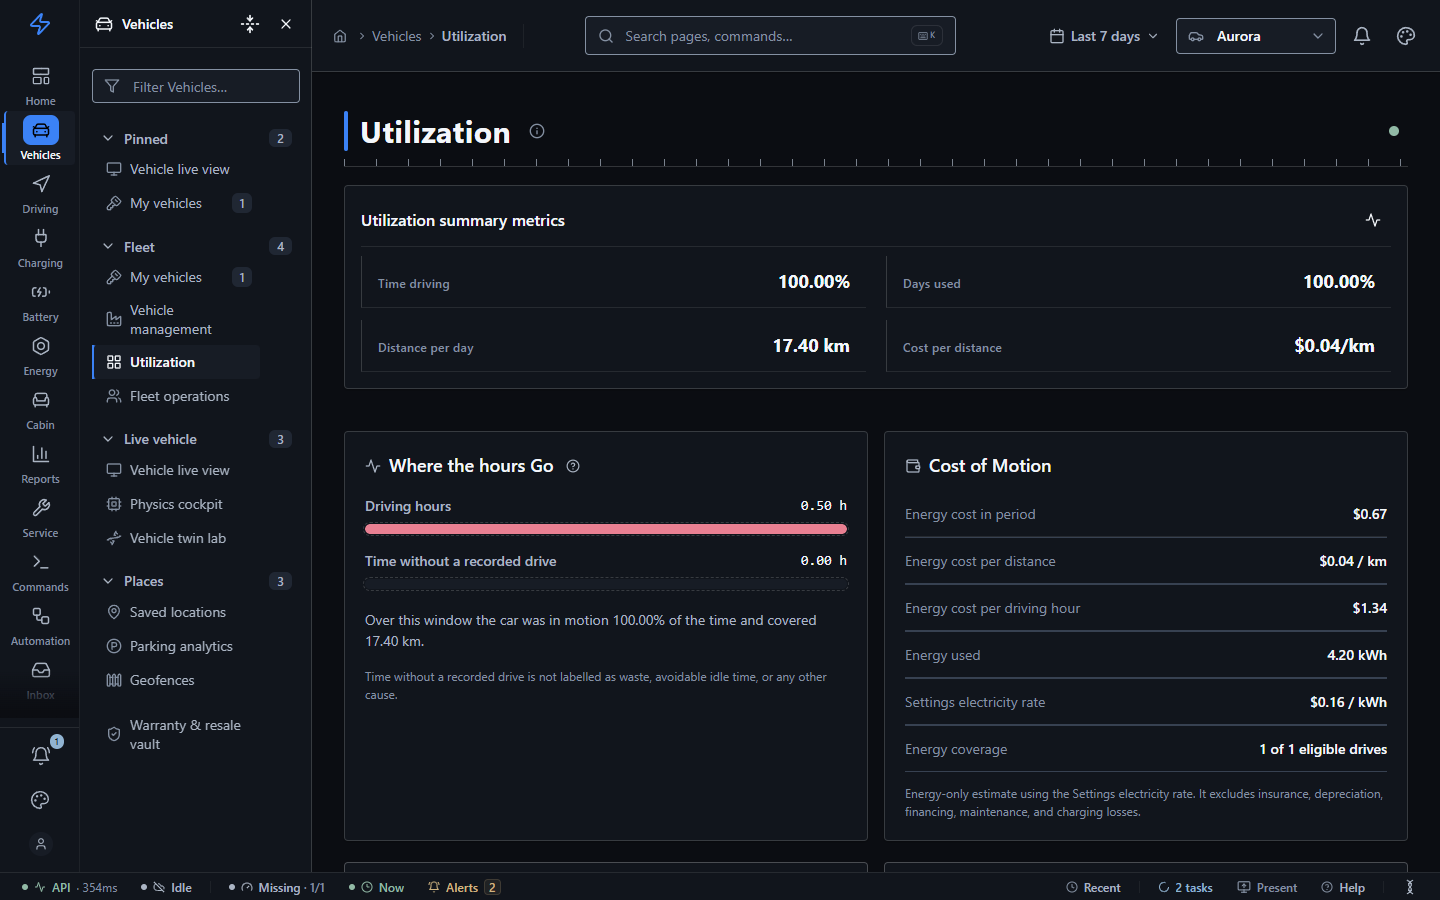 Home
Vehicles
Driving
Charging
Battery
Energy
Cabin
Reports
Service
Commands
Automation
Inbox
1
Vehicles
Filter Vehicles...
Pinned 2
Vehicle live view
My vehicles 1
Fleet 4
My vehicles 1
Vehicle
management
Utilization
Fleet operations
Live vehicle 3
Vehicle live view
Physics cockpit
Vehicle twin lab
Places 3
Saved locations
Parking analytics
Geofences
Warranty & resale
vault
Vehicles Utilization
Search pages, commands... K
Last 7 days
Aurora
Utilization
Utilization summary metrics
Time driving 100.00%
Days used 100.00%
Distance per day 17.40 km
Cost per distance $0.04/km
Where the hours Go
Driving hours 0.50 h
Time without a recorded drive 0.00 h
Over this window the car was in motion 100.00% of the time and covered
17.40 km.
Time without a recorded drive is not labelled as waste, avoidable idle time, or any other
cause.
Cost of Motion
Energy cost in period $0.67
Energy cost per distance $0.04 / km
Energy cost per driving hour $1.34
Energy used 4.20 kWh
Settings electricity rate $0.16 / kWh
Energy coverage 1 of 1 eligible drives
Energy-only estimate using the Settings electricity rate. It excludes insurance, depreciation,
financing, maintenance, and charging losses.
API · 354ms Idle Missing · 1/1 Now Alerts 2 Recent 2 tasks Present Help